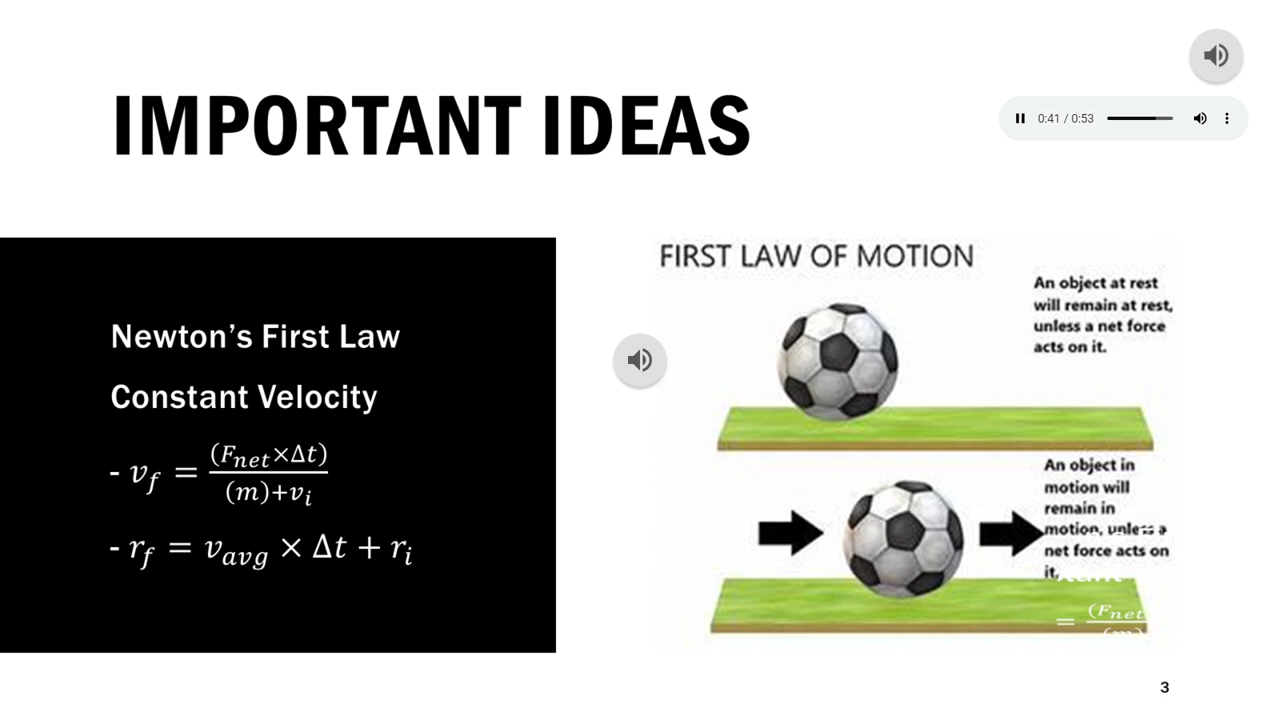 IMPORTANT IDEAS
0:41 / 0:53
Newton’s First Law
Constant Velocity
- v_f = (F_net×Δt)/((m)+v_i)
- r_f = v_avg × Δt + r_i
FIRST LAW OF MOTION
An object at rest
will remain at rest,
unless a net force
acts on it.
An object in
motion will
remain in
motion, unless a
net force acts on
it.
= (F_net
(m)
3